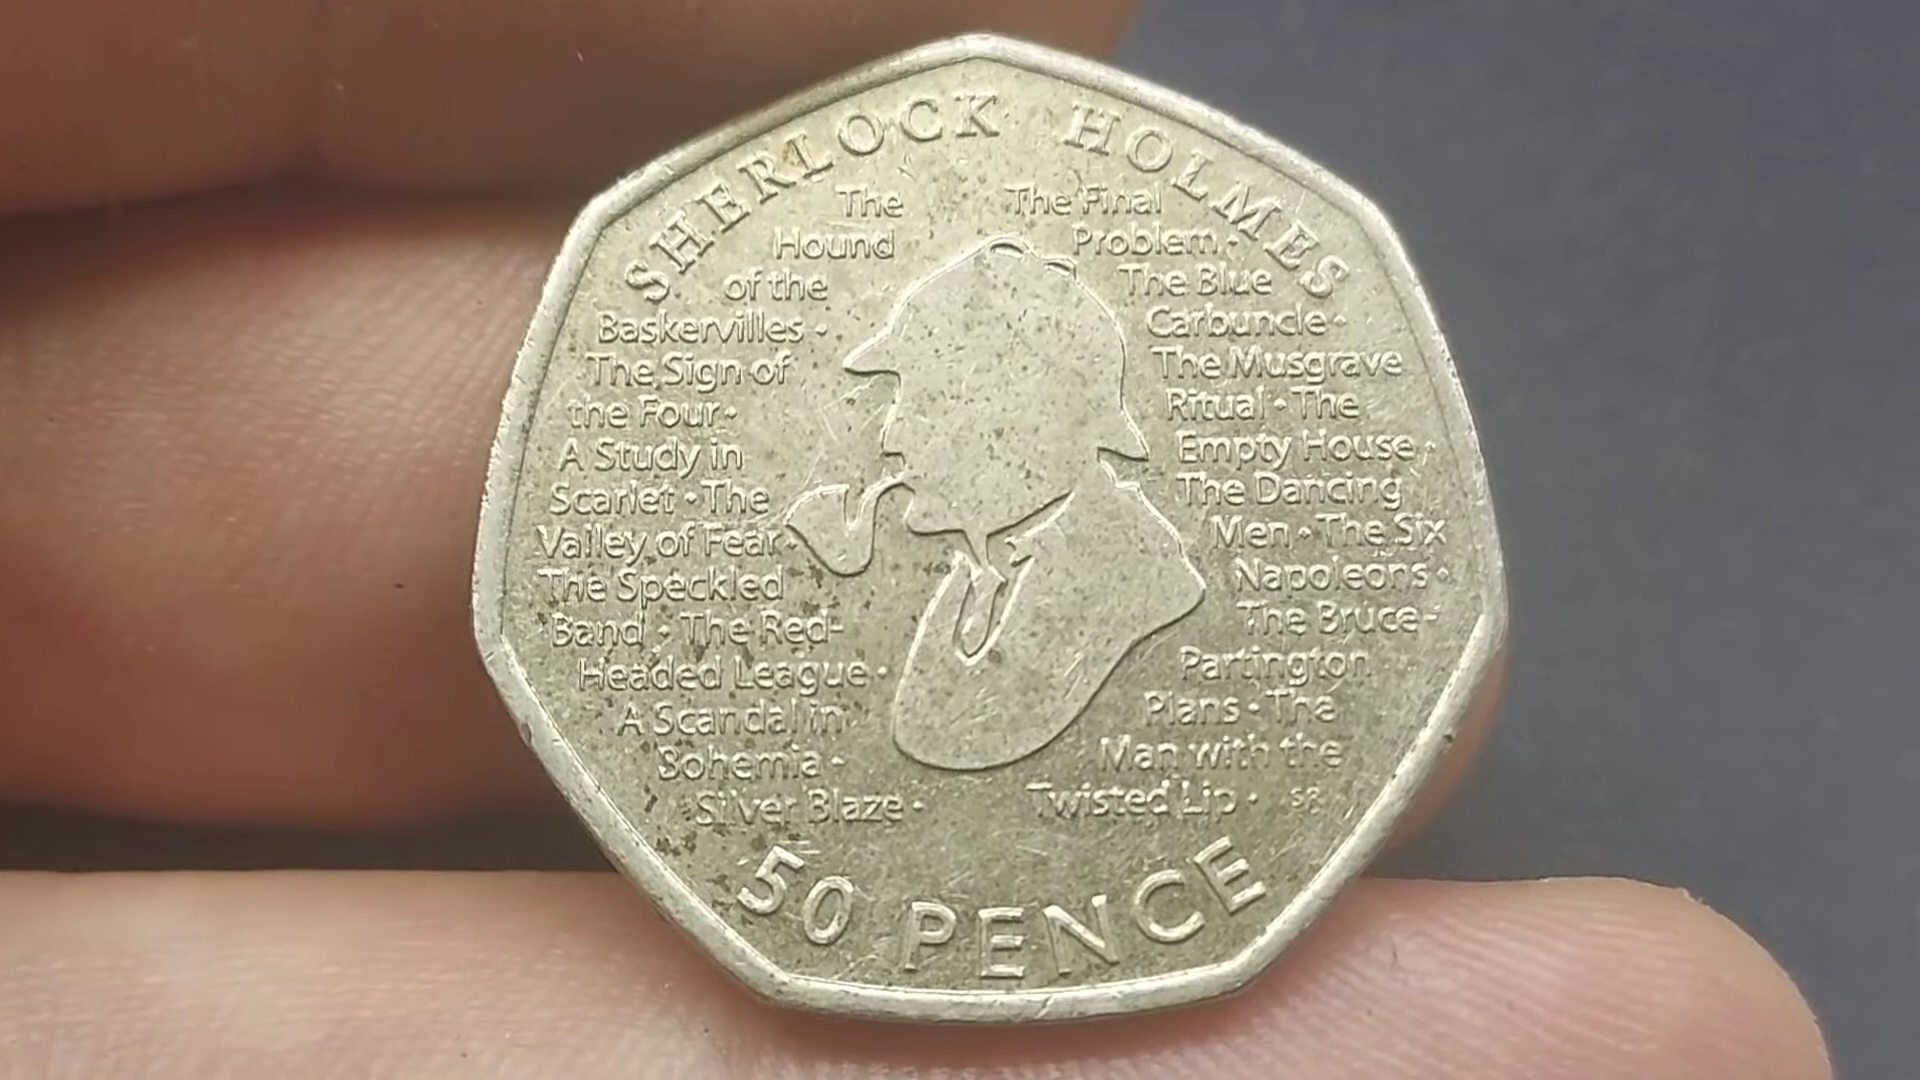 SHERLOCK HOLMES
The
Hound
of the
Baskervilles •
The Sign of
the Four •
A Study in
Scarlet • The
Valley of Fear •
The Speckled
Band • The Red-
Headed League •
A Scandal in
Bohemia •
Silver Blaze •
The Final
Problem •
The Blue
Carbuncle •
The Musgrave
Ritual • The
Empty House •
The Dancing
Men • The Six
Napoleons •
The Bruce-
Partington
Plans • The
Man with the
Twisted Lip • SR
50 PENCE